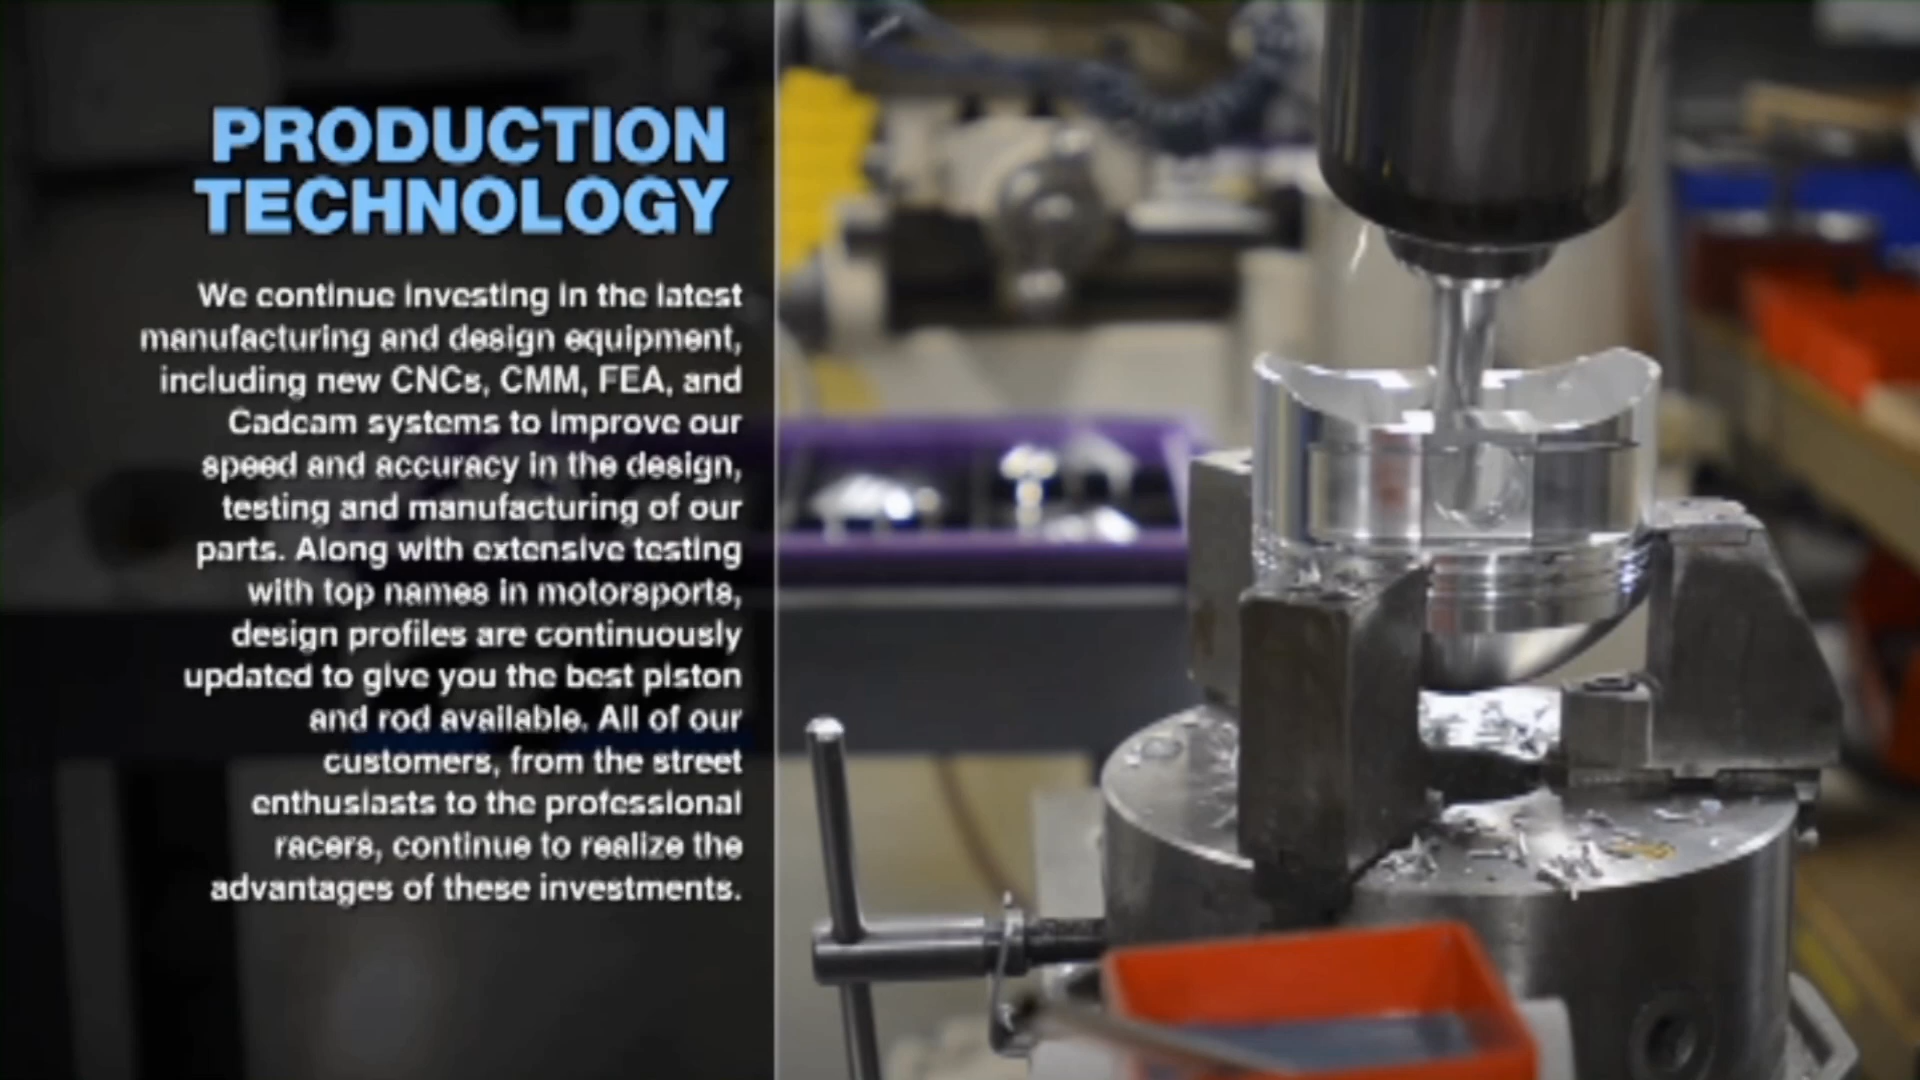 PRODUCTION
TECHNOLOGY
We continue investing in the latest
manufacturing and design equipment,
including new CNCs, CMM, FEA, and
Cadcam systems to improve our
speed and accuracy in the design,
testing and manufacturing of our
parts. Along with extensive testing
with top names in motorsports,
design profiles are continuously
updated to give you the best piston
and rod available. All of our
customers, from the street
enthusiasts to the professional
racers, continue to realize the
advantages of these investments.